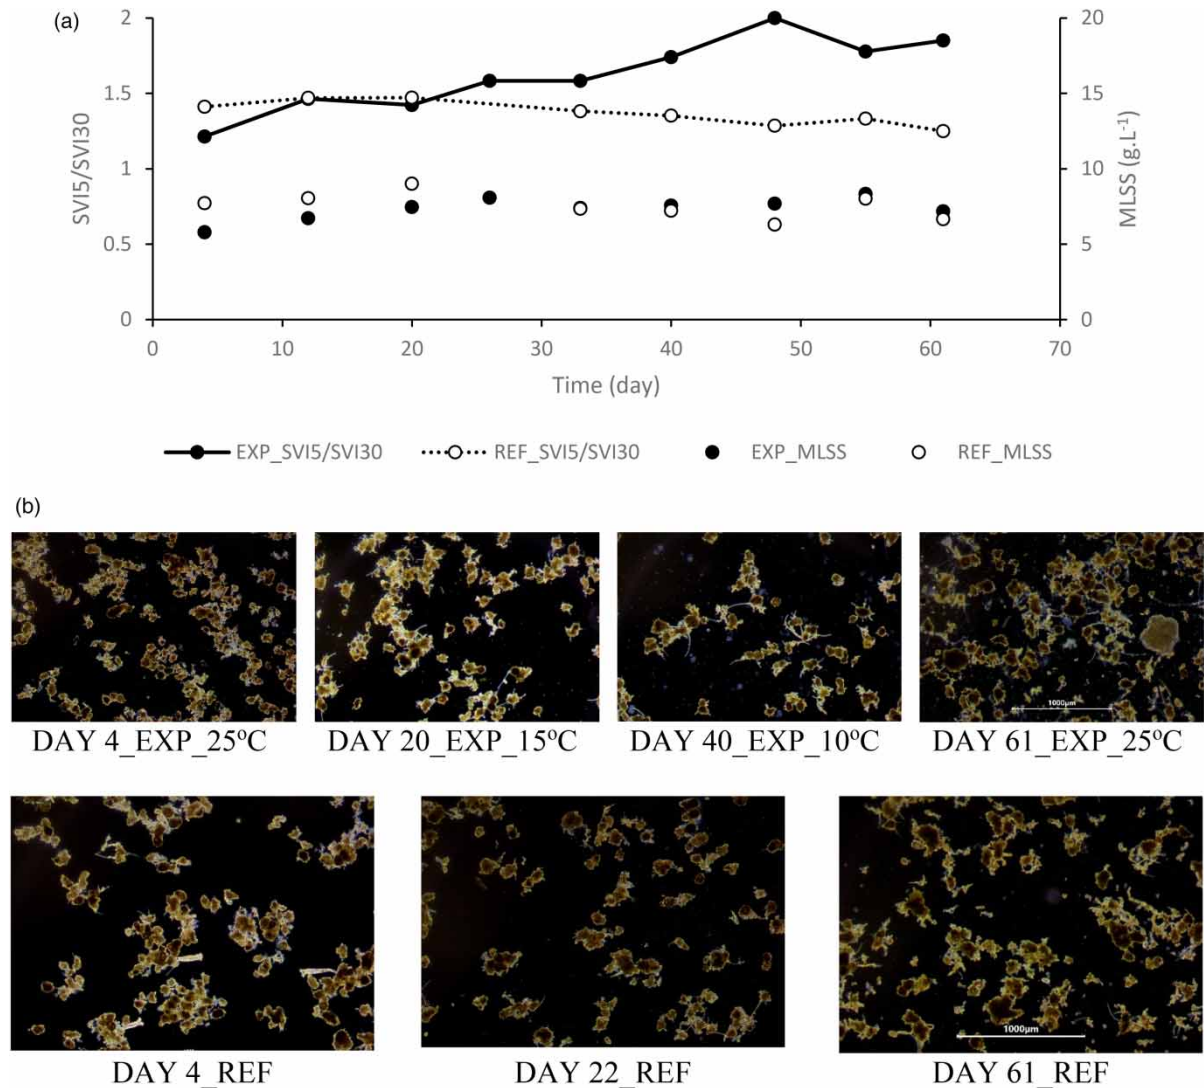 (a)
2
1.5
1
0.5
0
SVI5/SVI30
20
15
10
5
0
MLSS (g.L-1)
0 10 20 30 40 50 60 70
Time (day)
EXP_SVI5/SVI30 REF_SVI5/SVI30 EXP_MLSS REF_MLSS
(b)
1000µm
DAY 4_EXP_25ºC DAY 20_EXP_15ºC DAY 40_EXP_10ºC DAY 61_EXP_25ºC
1000µm
DAY 4_REF DAY 22_REF DAY 61_REF